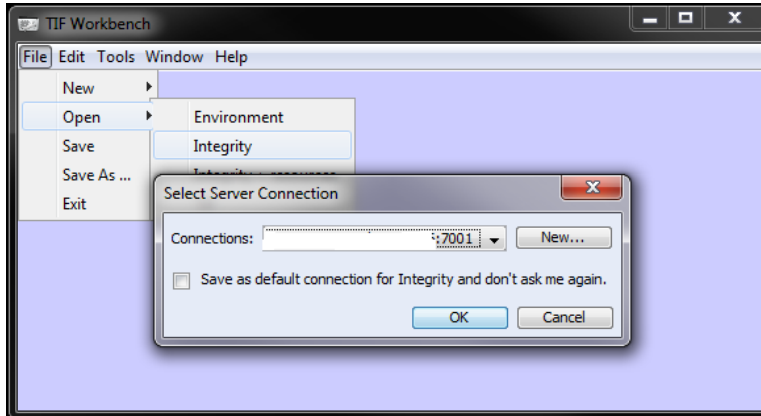 TIF Workbench
File Edit Tools Window Help
New
Open
Save
Save As ...
Exit
Environment
Integrity
Select Server Connection
Connections: :7001 New...
Save as default connection for Integrity and don't ask me again.
OK Cancel